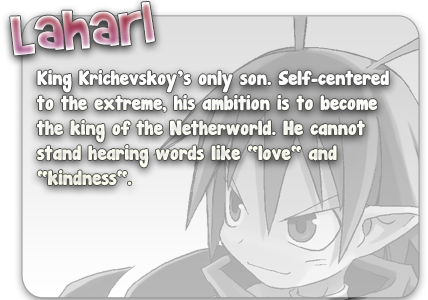 Laharl
King Krichevskoy's only son. Self-centered
to the extreme, his ambition is to become
the king of the Netherworld. He cannot
stand hearing words like "love" and
"kindness".